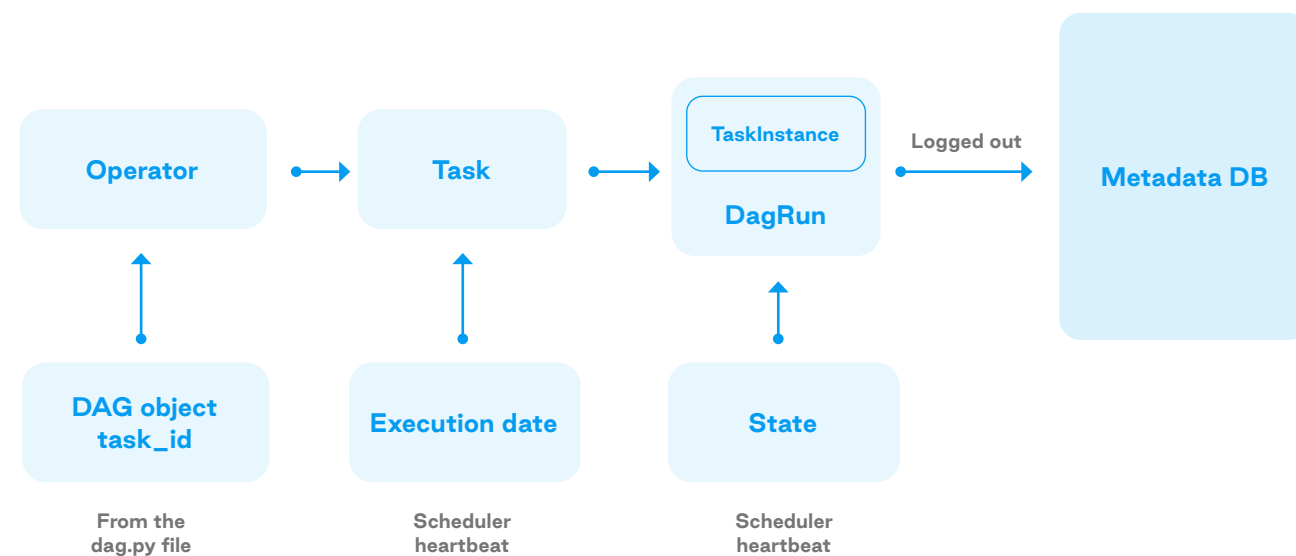 TaskInstance
Logged out
Operator
Task
Metadata DB
DagRun
DAG object
task_id
Execution date
State
From the
dag.py file
Scheduler
heartbeat
Scheduler
heartbeat